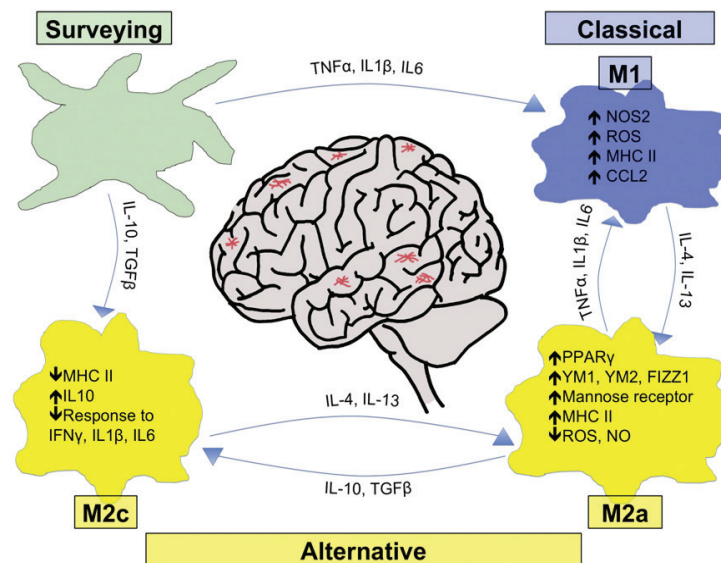 Surveying
Classical
M1
TNFα, IL1β, IL6
↑ NOS2
↑ ROS
↑ MHC II
↑ CCL2
IL-10, TGFβ
TNFα, IL1β, IL6
IL-4, IL-13
↓MHC II
↑IL10
↓Response to
IFNγ, IL1β, IL6
IL-4, IL-13
↑PPARγ
↑YM1, YM2, FIZZ1
↑Mannose receptor
↑MHC II
↓ROS, NO
IL-10, TGFβ
M2c
M2a
Alternative